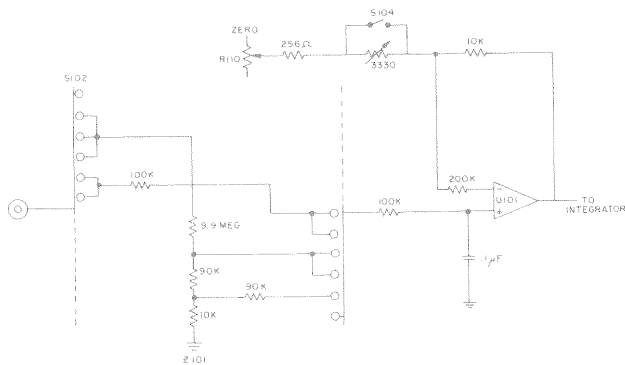 S104
ZERO
R110
256Ω
3330
10K
S102
100K
200K
U101
-
+
TO
INTEGRATOR
100K
9.9 MEG
.1µF
90K
90K
10K
Z101